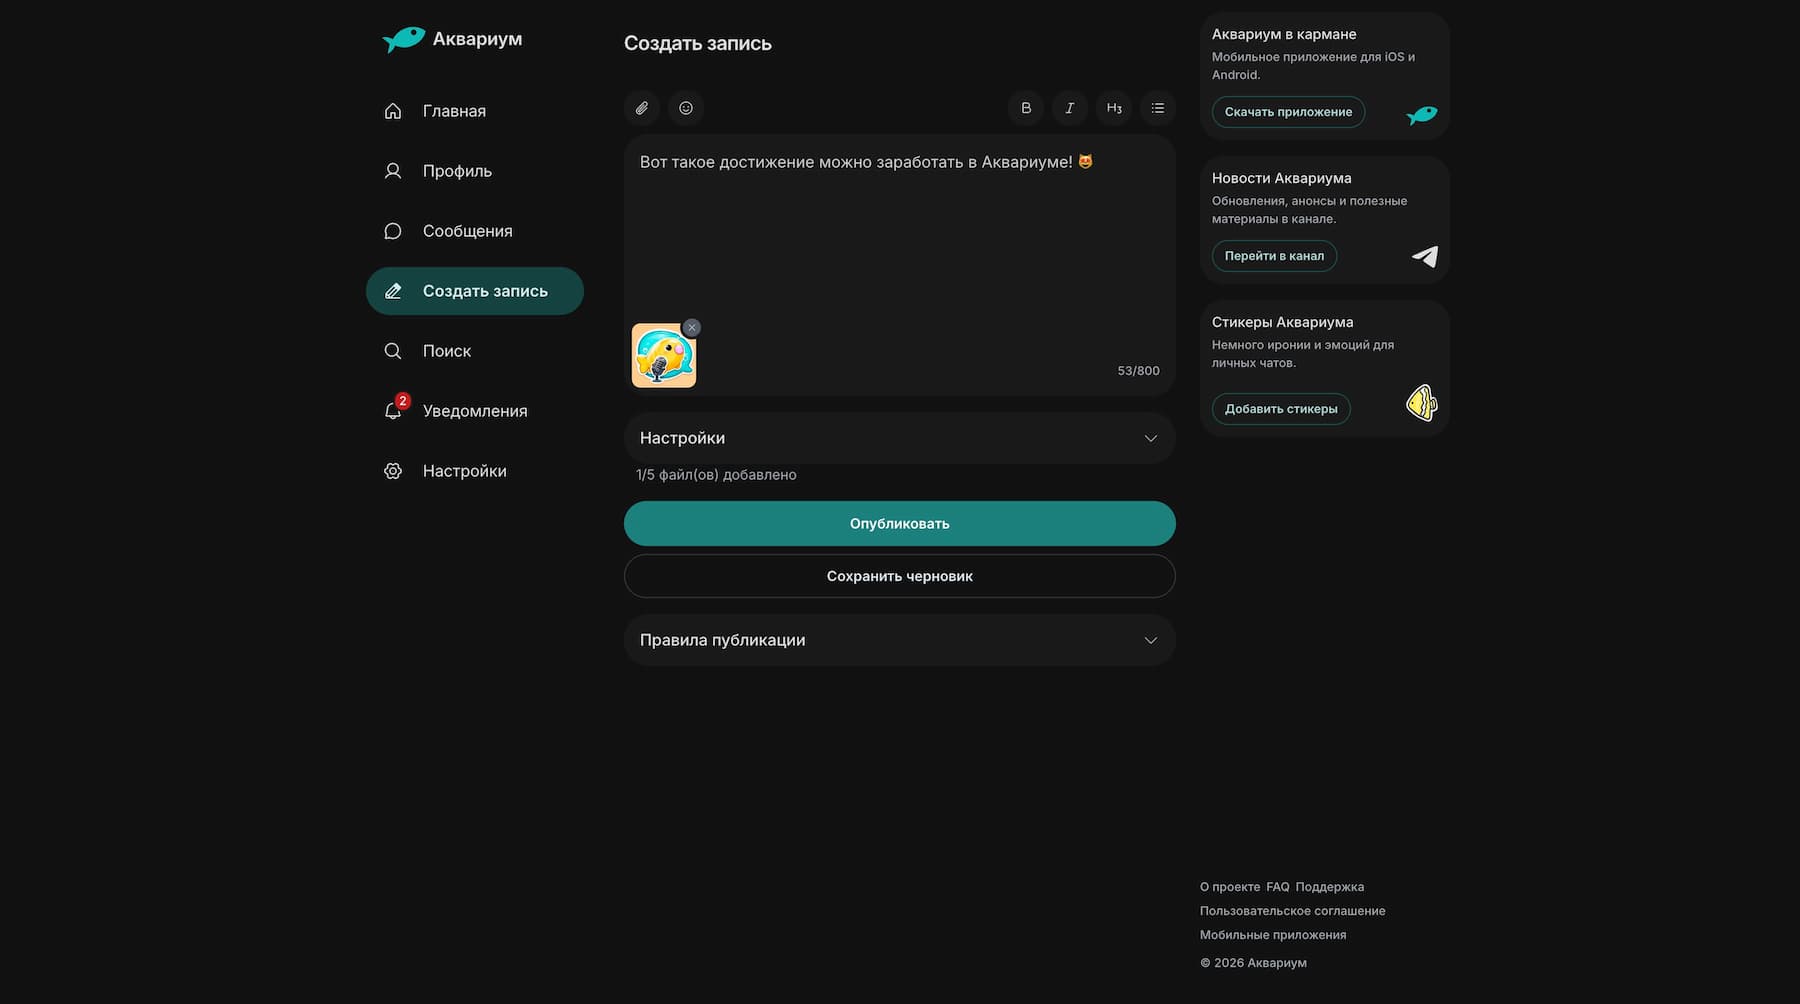 Аквариум
Главная
Профиль
Сообщения
Создать запись
Поиск
2
Уведомления
Настройки
Создать запись
B I H3
Вот такое достижение можно заработать в Аквариуме! 😻
53/800
Настройки
1/5 файл(ов) добавлено
Опубликовать
Сохранить черновик
Правила публикации
Аквариум в кармане
Мобильное приложение для iOS и
Android.
Скачать приложение
Новости Аквариума
Обновления, анонсы и полезные
материалы в канале.
Перейти в канал
Стикеры Аквариума
Немного иронии и эмоций для
личных чатов.
Добавить стикеры
О проекте FAQ Поддержка
Пользовательское соглашение
Мобильные приложения
© 2026 Аквариум